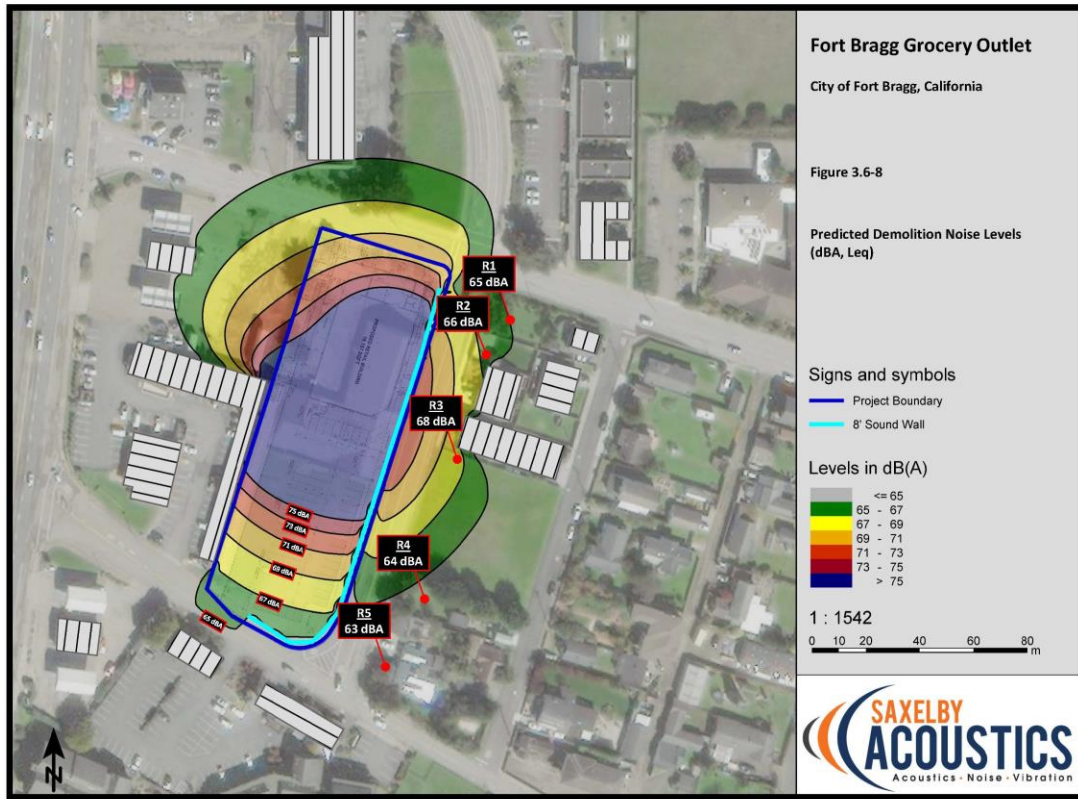 Fort Bragg Grocery Outlet
City of Fort Bragg, California
Figure 3.6-8
Predicted Demolition Noise Levels
(dBA, Leq)
Signs and symbols
Project Boundary
8' Sound Wall
Levels in dB(A)
<= 65
65 - 67
67 - 69
69 - 71
71 - 73
73 - 75
> 75
1 : 1542
0 10 20 40 60 80
m
SAXELBY
ACOUSTICS
Acoustics · Noise · Vibration
R1
65 dBA
R2
66 dBA
R3
68 dBA
R4
64 dBA
R5
63 dBA
75 dBA
73 dBA
71 dBA
69 dBA
67 dBA
65 dBA
PROPOSED RETAIL BUILDING
N